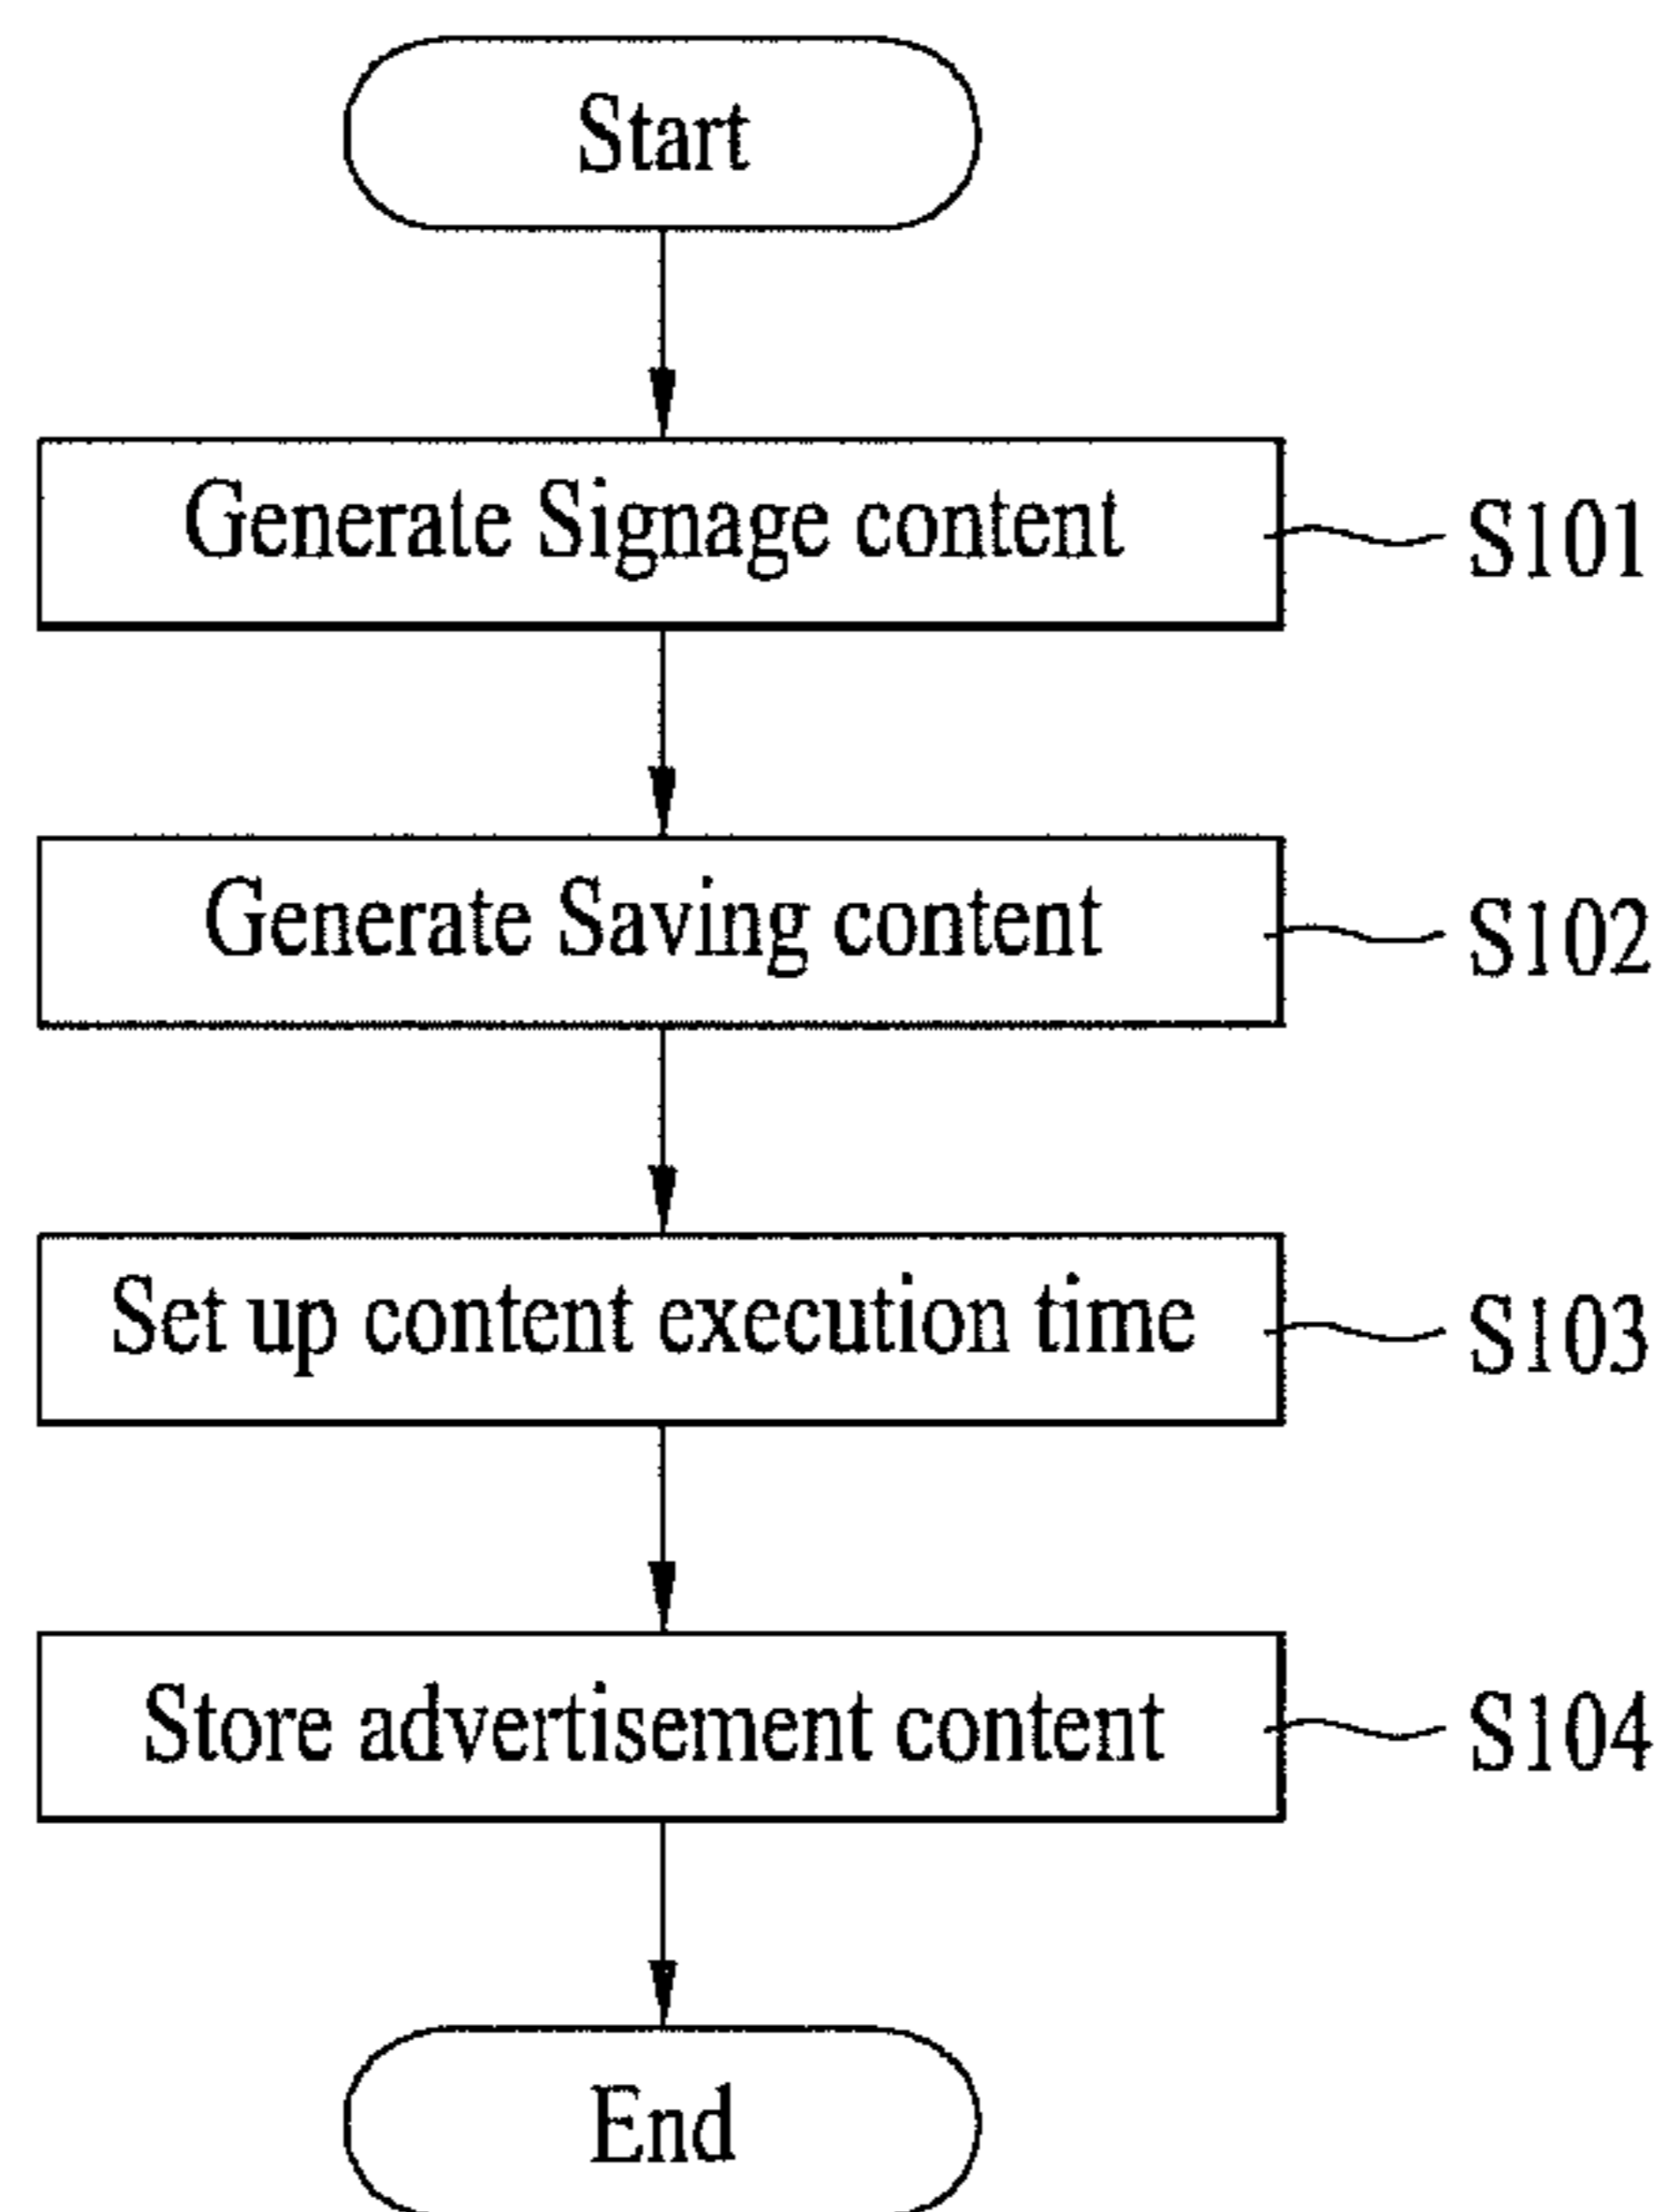 Start
Generate Signage content
S101
Generate Saving content
S102
Set up content execution time
S103
Store advertisement content
S104
End